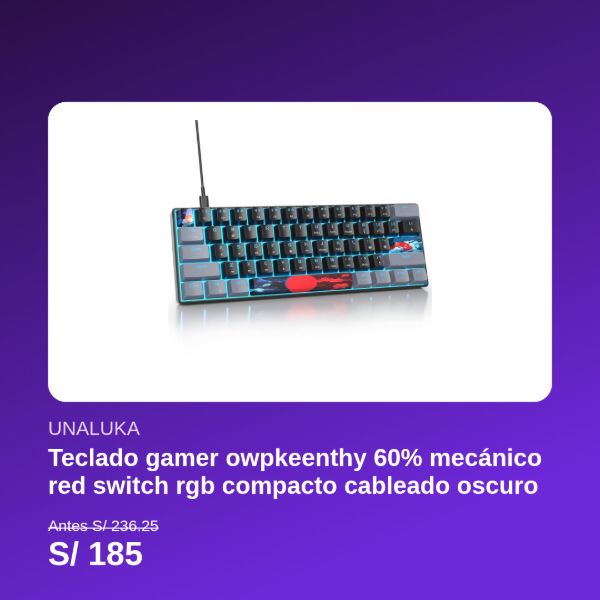 UNALUKA
Teclado gamer owpkeenthy 60% mecánico
red switch rgb compacto cableado oscuro
Antes S/ 236.25
S/ 185